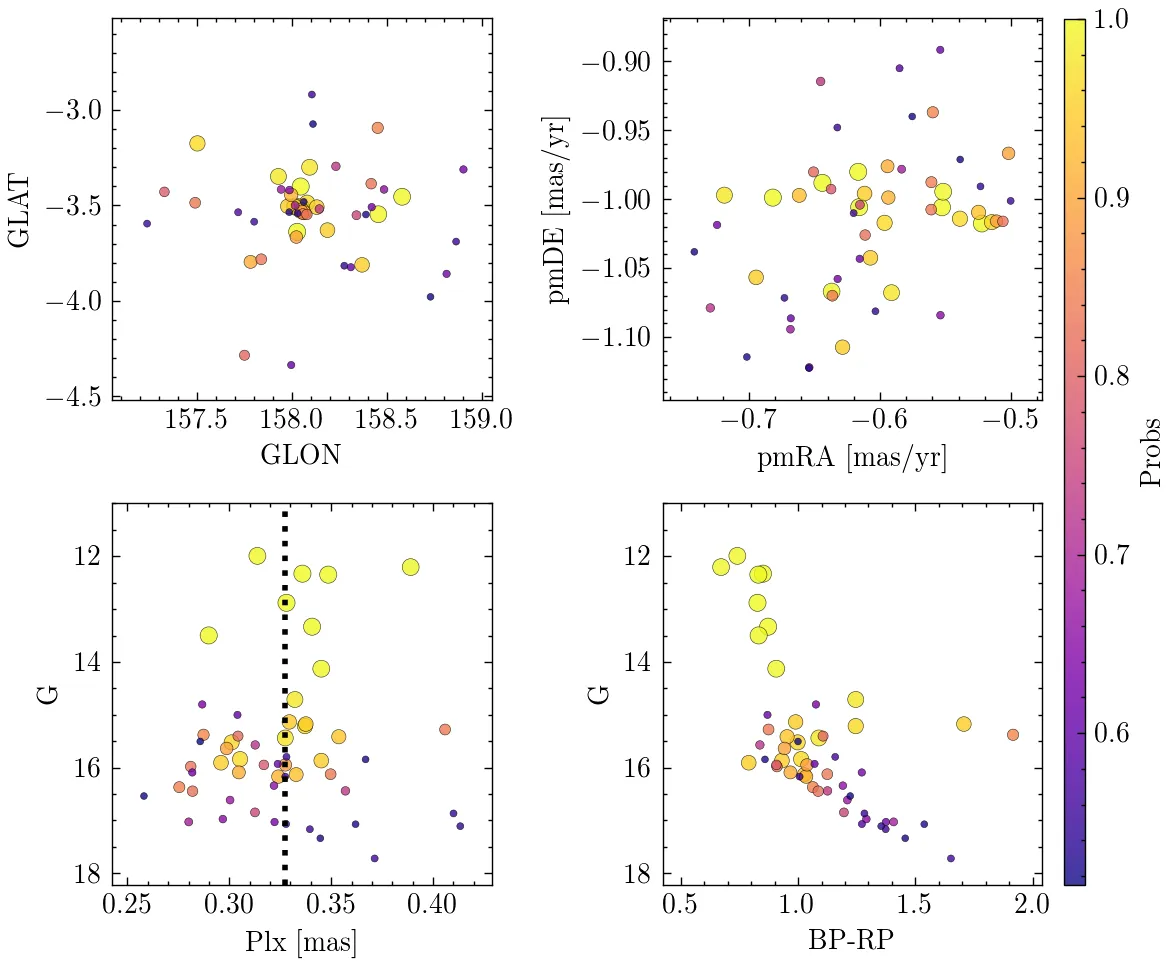 −3.0
−3.5
−4.0
−4.5
GLAT
157.5 158.0 158.5 159.0
GLON
−0.90
−0.95
−1.00
−1.05
−1.10
pmDE [mas/yr]
−0.7 −0.6 −0.5
pmRA [mas/yr]
12
14
16
18
G
0.25 0.30 0.35 0.40
Plx [mas]
12
14
16
18
G
0.5 1.0 1.5 2.0
BP-RP
1.0
0.9
0.8
0.7
0.6
Probs